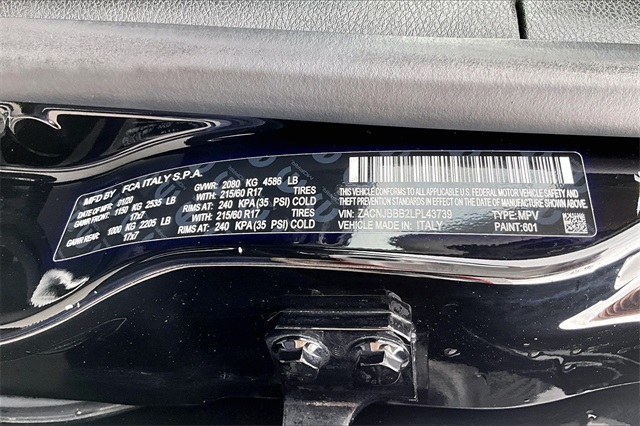 MFD BY FCA ITALY S.P.A.
DATE OF MFR: 01/20 GVWR: 2080 KG 4586 LB
GAWR FRONT: 1150 KG 2535 LB WITH: 215/60 R17 TIRES
17x7 RIMS AT: 240 KPA(35 PSI) COLD
GAWR REAR: 1000 KG 2205 LB WITH: 215/60 R17 TIRES
17x7 RIMS AT: 240 KPA(35 PSI) COLD
THIS VEHICLE CONFORMS TO ALL APPLICABLE U.S.FEDERAL MOTOR
VEHICLE SAFETY, BUMPER, AND THEFT PREVENTION STANDARDS IN
EFFECT ON THE DATE OF MANUFACTURE SHOWN ABOVE.
VIN: ZACNJBBB2LPL43739 TYPE:MPV
VEHICLE MADE IN: ITALY PAINT:601